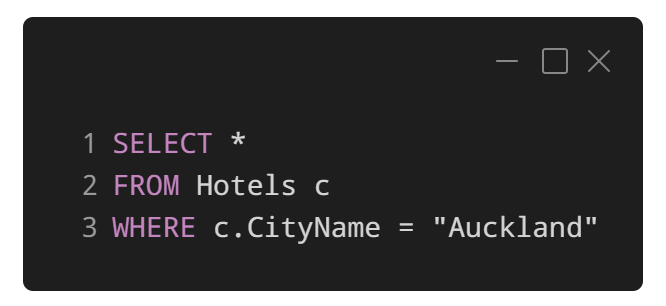 1 SELECT *
2 FROM Hotels c
3 WHERE c.CityName = "Auckland"